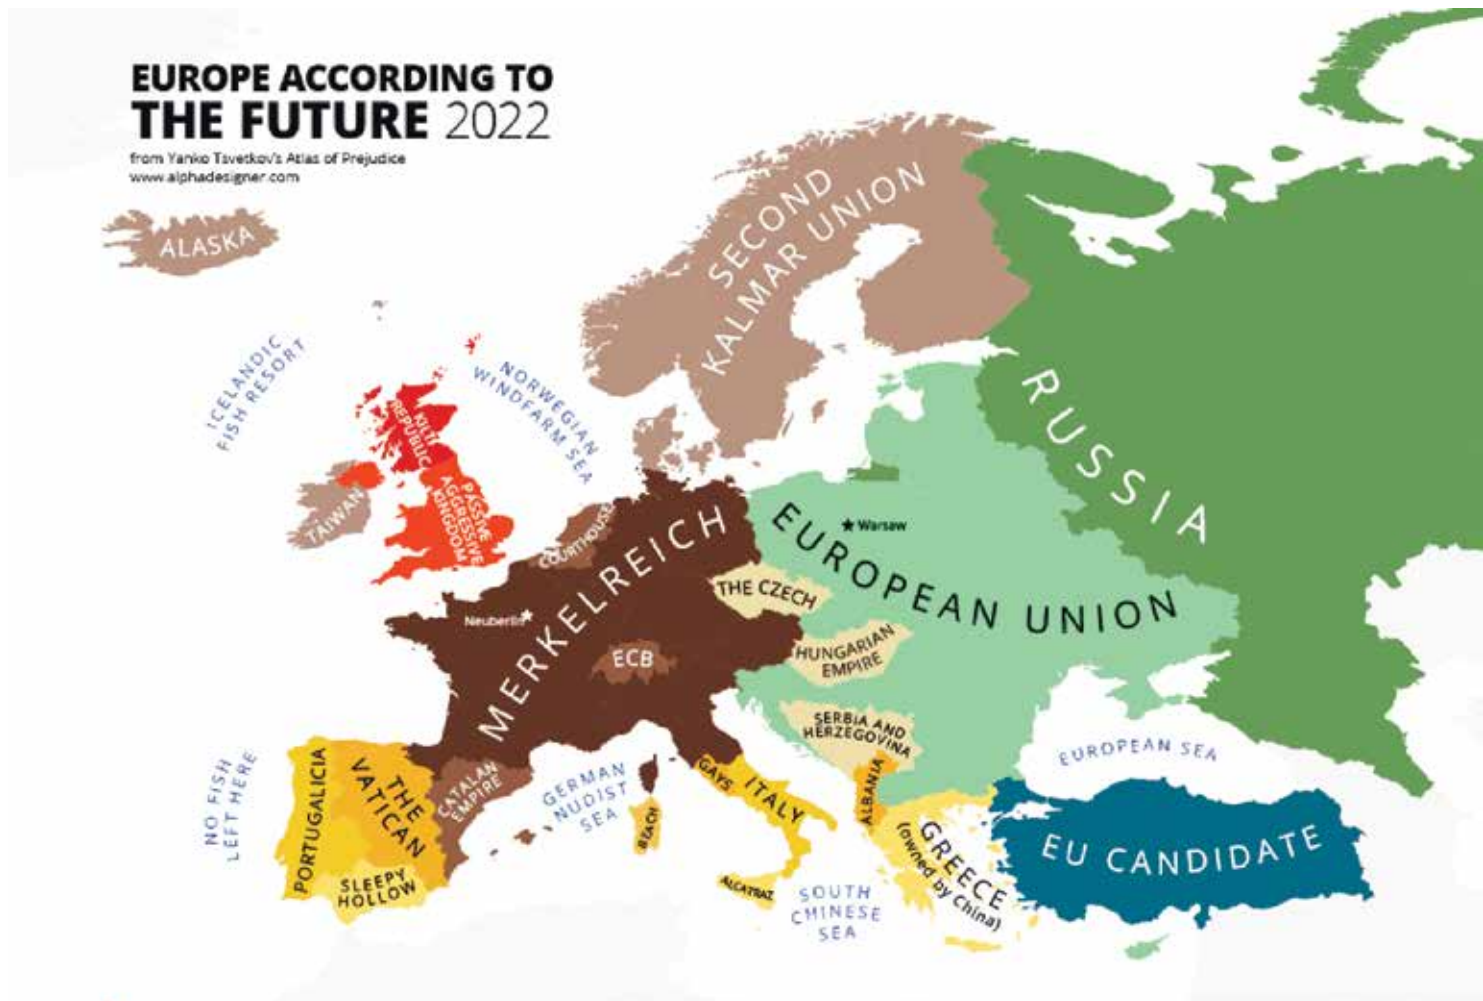 EUROPE ACCORDING TO
THE FUTURE 2022
from Yanko Tsvetkov's Atlas of Prejudice
www.alphadesigner.com
ALASKA
SECOND
KALMAR UNION
ICELANDIC
FISH RESORT
NORWEGIAN
WINDFARM SEA
RUSSIA
KILTI
REPUBLIC
PASSIVE
AGGRESSIVE
KINGDOM
TAIWAN
COURTHOUSE
MERKELREICH
Neuberlin
ECB
EUROPEAN UNION
Warsaw
THE CZECH
HUNGARIAN
EMPIRE
SERBIA AND
HERZEGOVINA
ALBANIA
EUROPEAN SEA
NO FISH
LEFT HERE
PORTUGALICIA
THE
VATICAN
SLEEPY
HOLLOW
CATALAN
EMPIRE
GERMAN
NUDIST
SEA
BEACH
GAYS
ITALY
ALCATRAZ
SOUTH
CHINESE
SEA
GREECE
(owned by China)
EU CANDIDATE